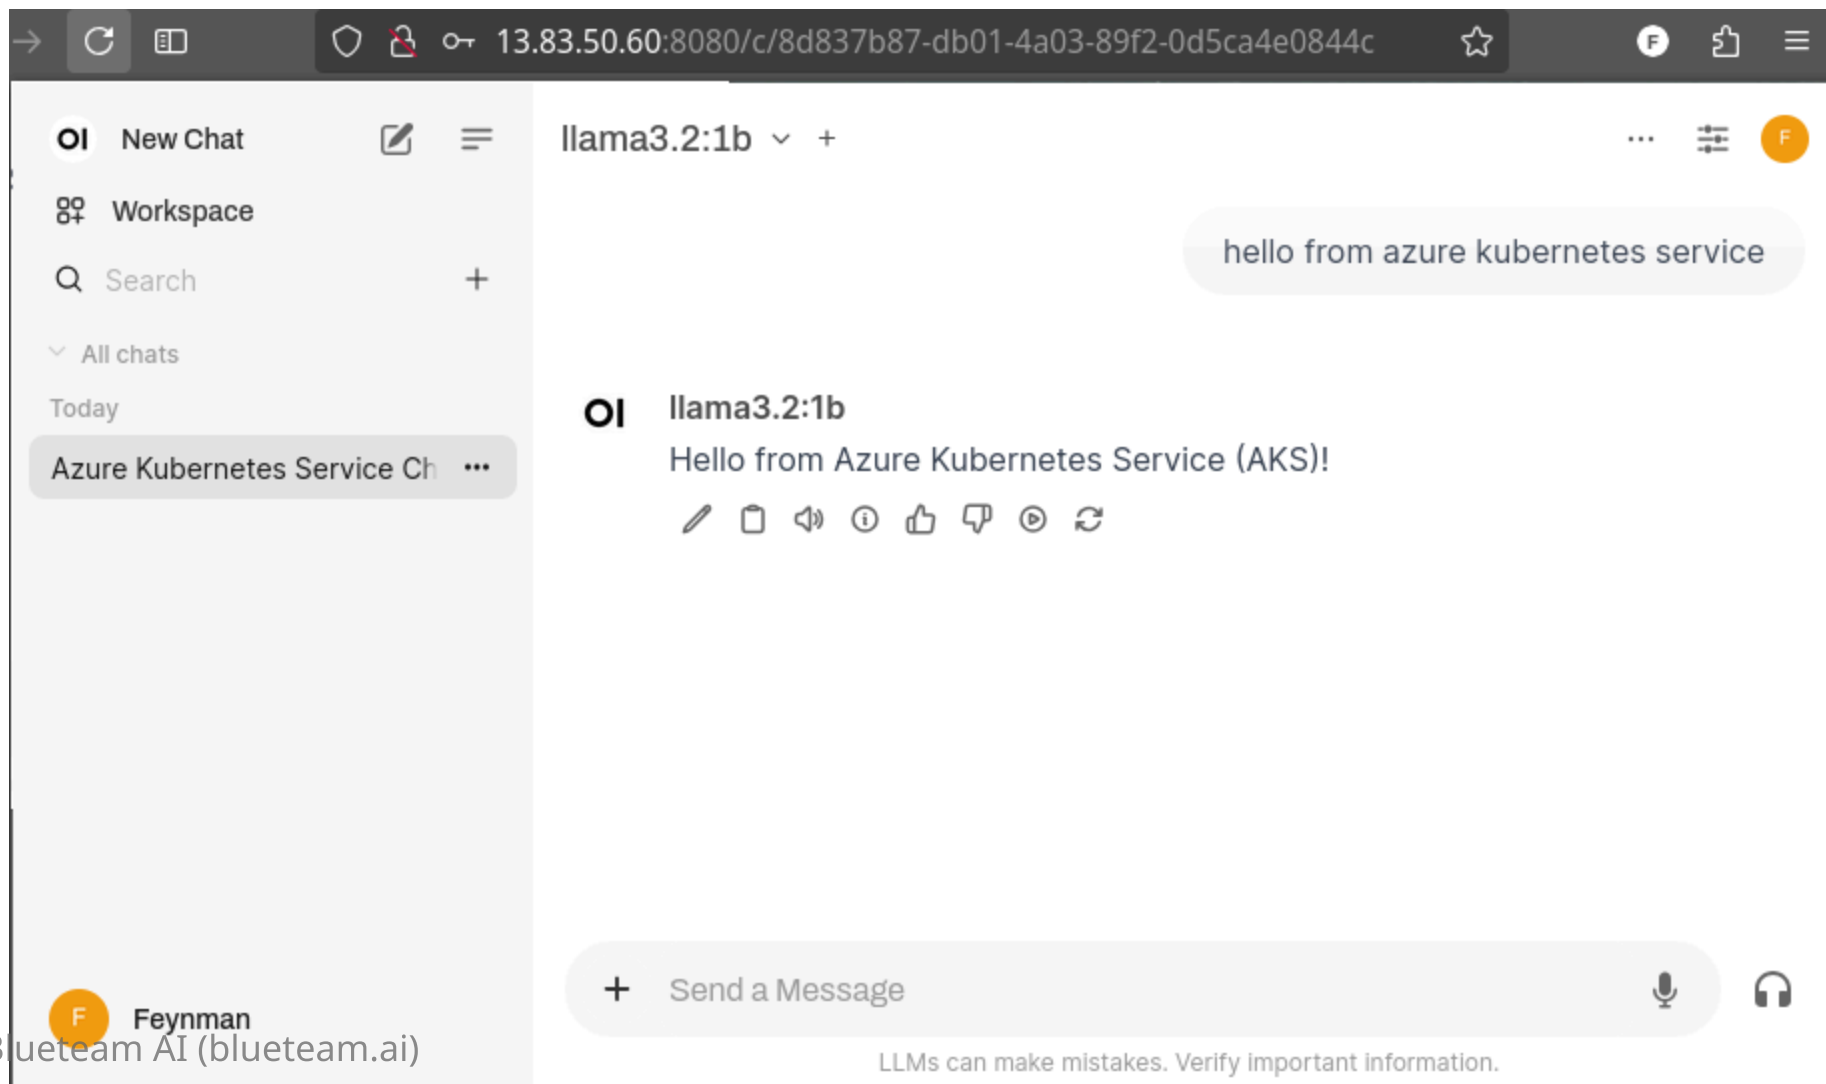 13.83.50.60:8080/c/8d837b87-db01-4a03-89f2-0d5ca4e0844c
F
OI New Chat
llama3.2:1b
F
Workspace
hello from azure kubernetes service
Search
All chats
Today
OI llama3.2:1b
Azure Kubernetes Service Ch
Hello from Azure Kubernetes Service (AKS)!
Send a Message
F Feynman
Blueteam AI (blueteam.ai)
LLMs can make mistakes. Verify important information.